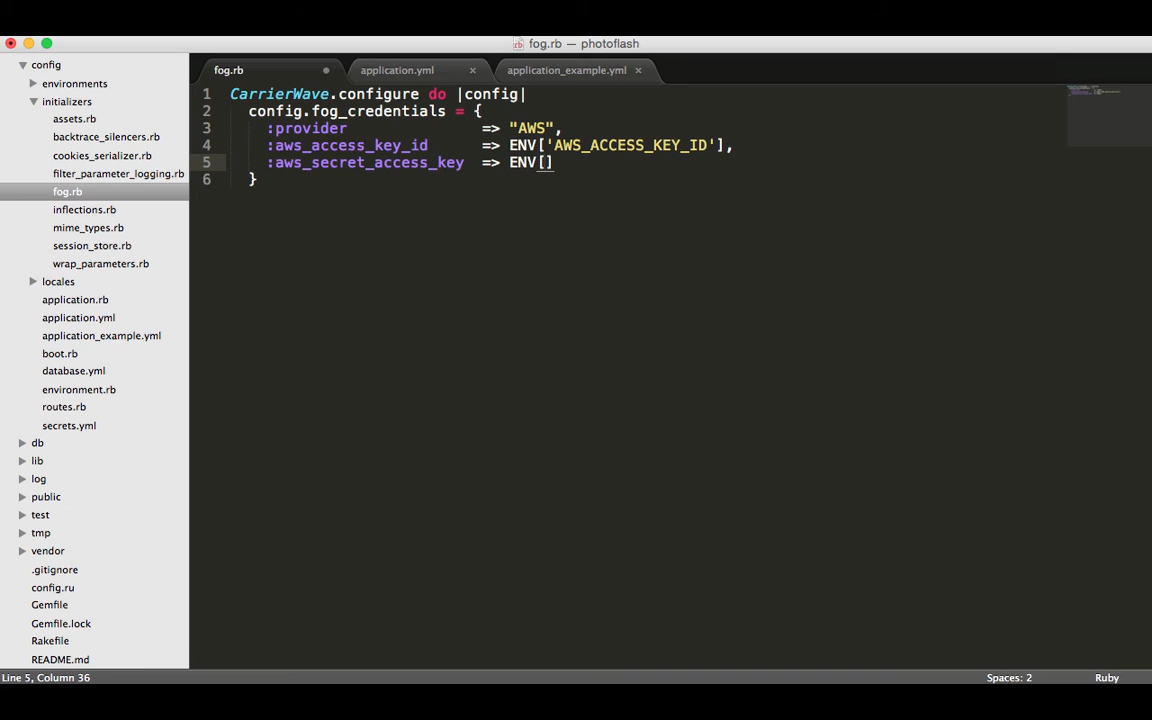 fog.rb — photoflash
config
environments
initializers
assets.rb
backtrace_silencers.rb
cookies_serializer.rb
filter_parameter_logging.rb
fog.rb
inflections.rb
mime_types.rb
session_store.rb
wrap_parameters.rb
locales
application.rb
application.yml
application_example.yml
boot.rb
database.yml
environment.rb
routes.rb
secrets.yml
db
lib
log
public
test
tmp
vendor
.gitignore
config.ru
Gemfile
Gemfile.lock
Rakefile
README.md
fog.rb application.yml application_example.yml
1 CarrierWave.configure do |config|
2 config.fog_credentials = {
3 :provider => "AWS",
4 :aws_access_key_id => ENV['AWS_ACCESS_KEY_ID'],
5 :aws_secret_access_key => ENV[]
6 }
Line 5, Column 36 Spaces: 2 Ruby